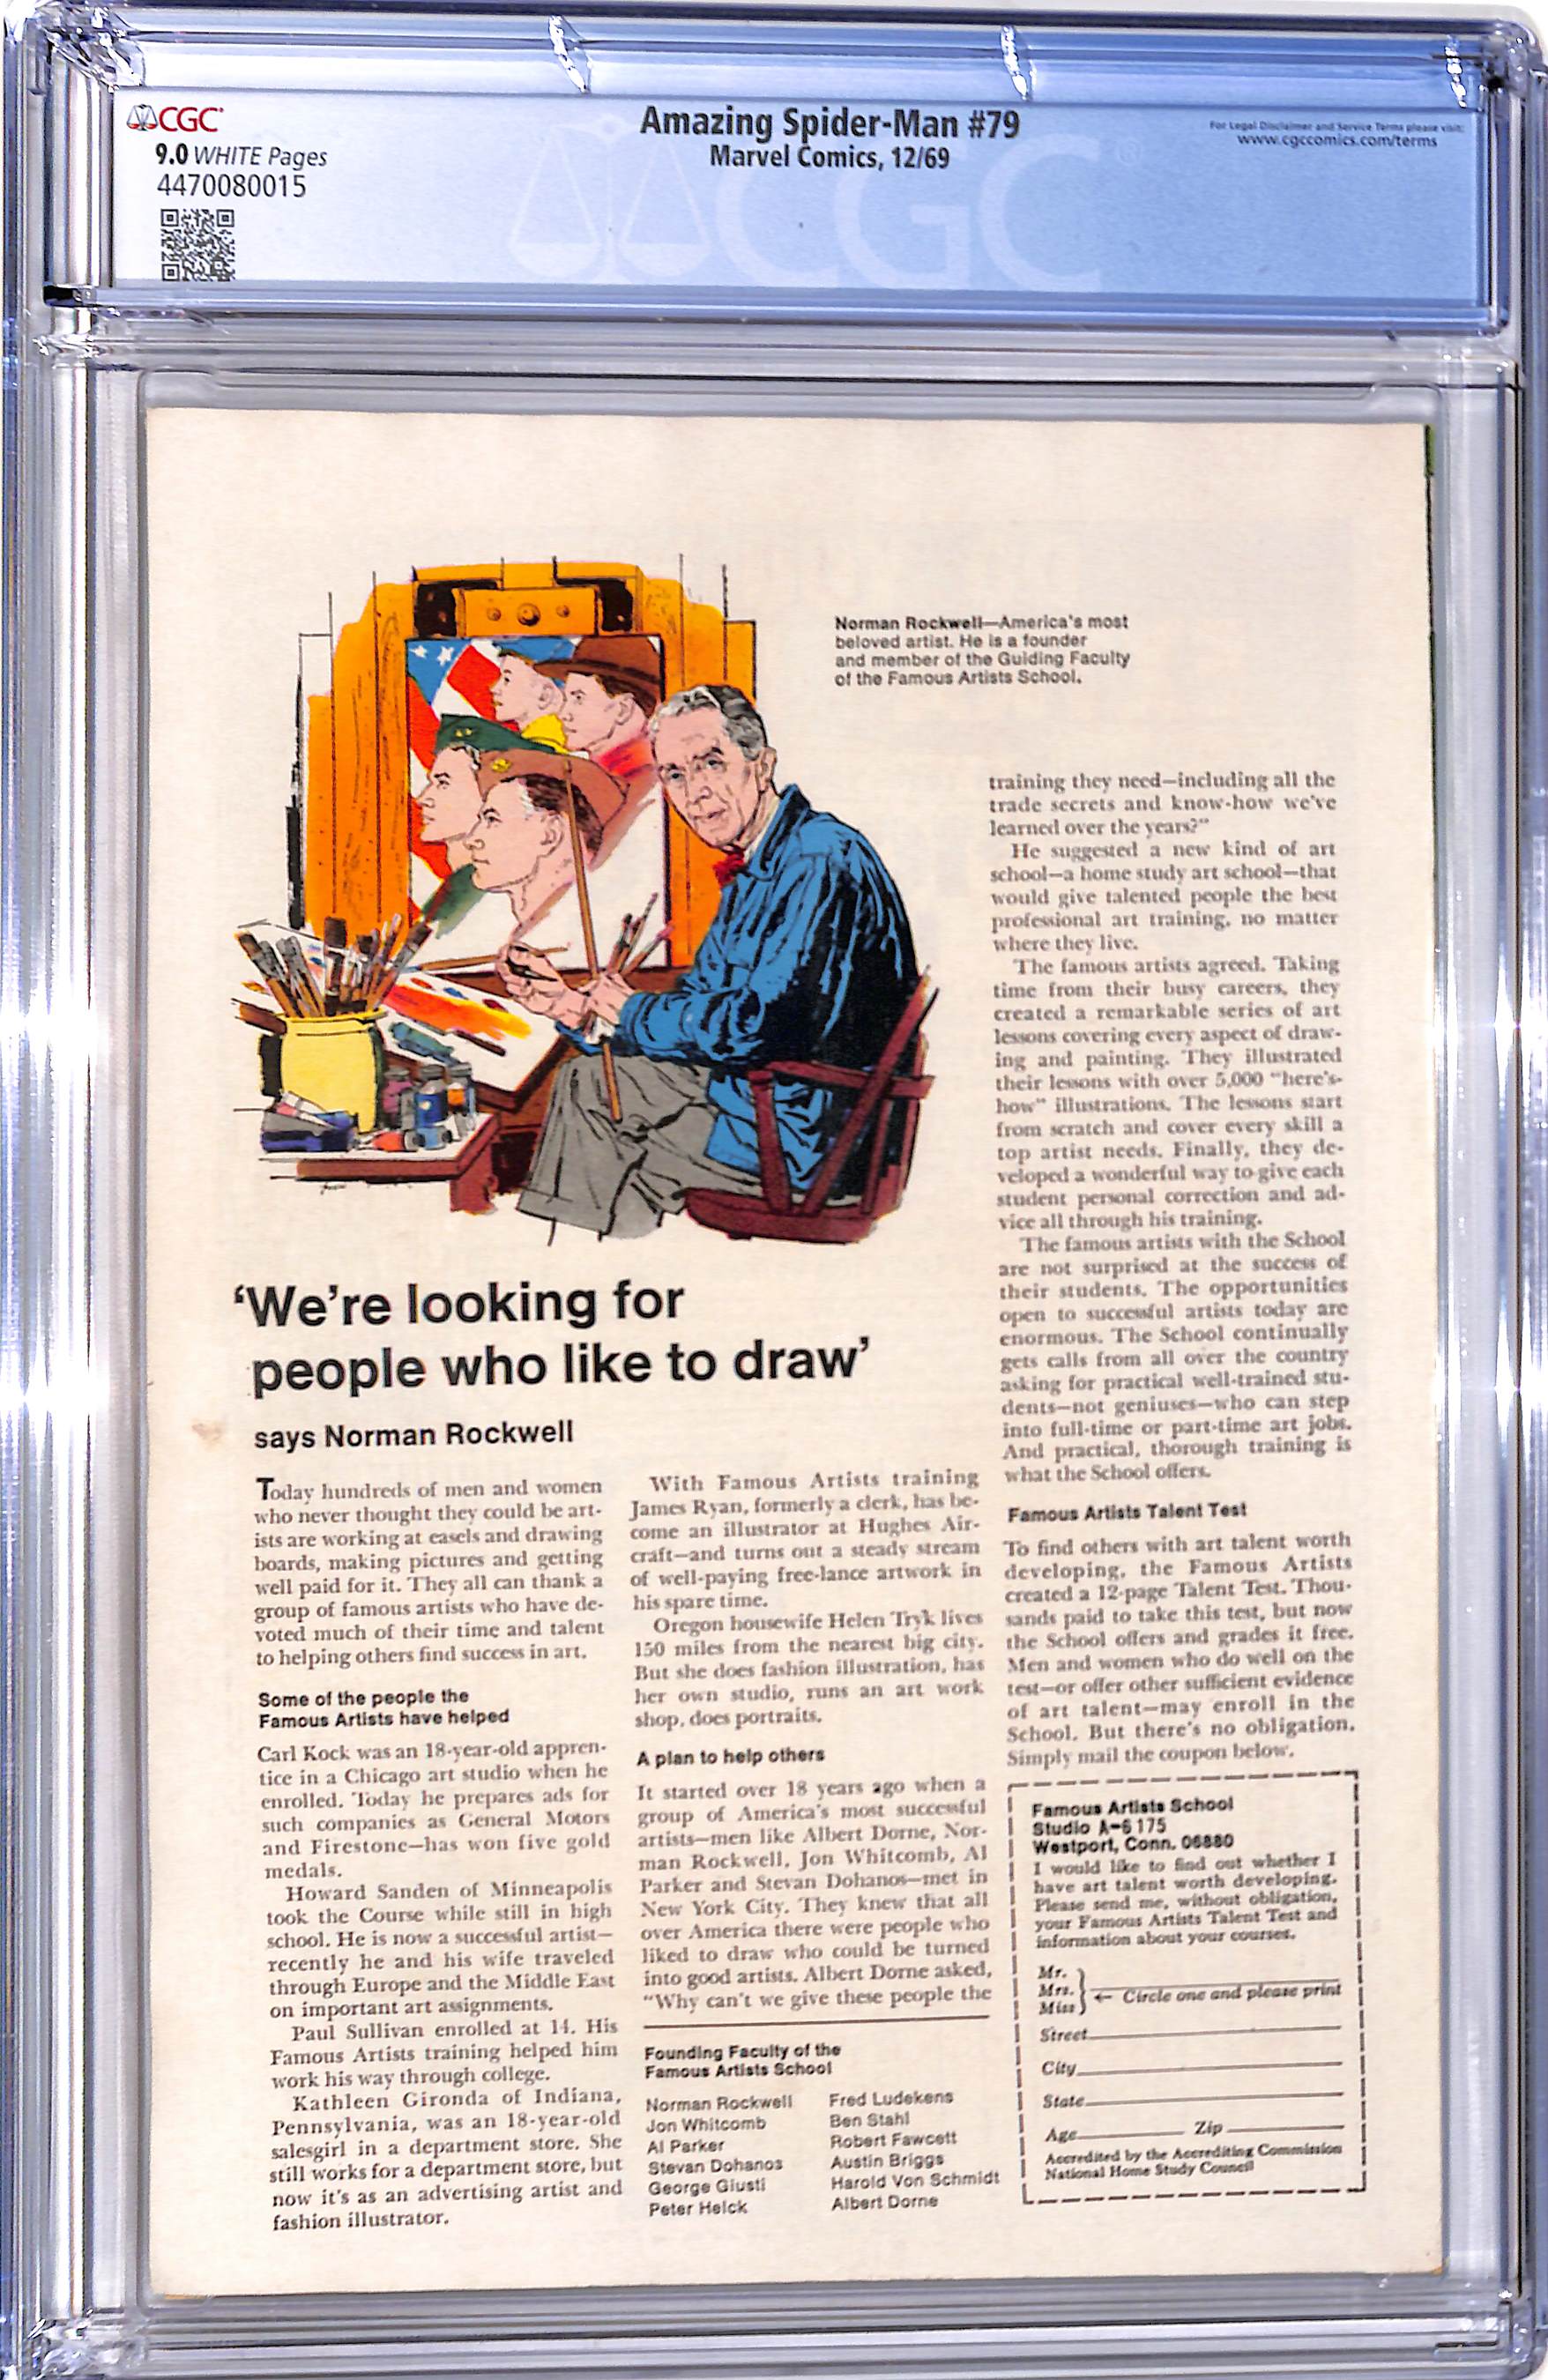 CGC
9.0 WHITE Pages
4470080015
Amazing Spider-Man #79
Marvel Comics, 12/69
For Legal Disclaimer and Service Terms please visit:
www.cgccomics.com/terms
CGC
Norman Rockwell—America's most
beloved artist. He is a founder
and member of the Guiding Faculty
of the Famous Artists School.
‘We're looking for
people who like to draw’
says Norman Rockwell
Today hundreds of men and women
who never thought they could be art-
ists are working at easels and drawing
boards, making pictures and getting
well paid for it. They all can thank a
group of famous artists who have de-
voted much of their time and talent
to helping others find success in art.
Some of the people the
Famous Artists have helped
Carl Kock was an 18-year-old appren-
tice in a Chicago art studio when he
enrolled. Today he prepares ads for
such companies as General Motors
and Firestone—has won five gold
medals.
Howard Sanden of Minneapolis
took the Course while still in high
school. He is now a successful artist—
recently he and his wife traveled
through Europe and the Middle East
on important art assignments.
Paul Sullivan enrolled at 14. His
Famous Artists training helped him
work his way through college.
Kathleen Gironda of Indiana,
Pennsylvania, was an 18-year-old
salesgirl in a department store. She
still works for a department store, but
now it's as an advertising artist and
fashion illustrator.
With Famous Artists training
James Ryan, formerly a clerk, has be-
come an illustrator at Hughes Air-
craft—and turns out a steady stream
of well-paying free-lance artwork in
his spare time.
Oregon housewife Helen Tryk lives
150 miles from the nearest big city.
But she does fashion illustration, has
her own studio, runs an art work
shop, does portraits.
A plan to help others
It started over 18 years ago when a
group of America's most successful
artists—men like Albert Dorne, Nor-
man Rockwell, Jon Whitcomb, Al
Parker and Stevan Dohanos—met in
New York City. They knew that all
over America there were people who
liked to draw who could be turned
into good artists. Albert Dorne asked,
"Why can't we give these people the
Founding Faculty of the
Famous Artists School
Norman Rockwell
Jon Whitcomb
Al Parker
Stevan Dohanos
George Giusti
Peter Helck
Fred Ludekens
Ben Stahl
Robert Fawcett
Austin Briggs
Harold Von Schmidt
Albert Dorne
training they need—including all the
trade secrets and know-how we've
learned over the years?"
He suggested a new kind of art
school—a home study art school—that
would give talented people the best
professional art training, no matter
where they live.
The famous artists agreed. Taking
time from their busy careers, they
created a remarkable series of art
lessons covering every aspect of draw-
ing and painting. They illustrated
their lessons with over 5,000 "here's-
how" illustrations. The lessons start
from scratch and cover every skill a
top artist needs. Finally, they de-
veloped a wonderful way to give each
student personal correction and ad-
vice all through his training.
The famous artists with the School
are not surprised at the success of
their students. The opportunities
open to successful artists today are
enormous. The School continually
gets calls from all over the country
asking for practical well-trained stu-
dents—not geniuses—who can step
into full-time or part-time art jobs.
And practical, thorough training is
what the School offers.
Famous Artists Talent Test
To find others with art talent worth
developing, the Famous Artists
created a 12-page Talent Test. Thou-
sands paid to take this test, but now
the School offers and grades it free.
Men and women who do well on the
test—or offer other sufficient evidence
of art talent—may enroll in the
School. But there's no obligation.
Simply mail the coupon below.
Famous Artists School
Studio A-6175
Westport, Conn. 06880
I would like to find out whether I
have art talent worth developing.
Please send me, without obligation,
your Famous Artists Talent Test and
information about your courses.
Mr.
Mrs.
Miss
← Circle one and please print
Street
City
State
Age Zip
Accredited by the Accrediting Commission
National Home Study Council